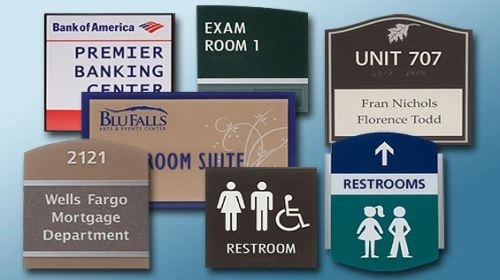 Bank of America
PREMIER
BANKING
CENTER
EXAM
ROOM 1
UNIT 707
Fran Nichols
Florence Todd
BLUFALLS
ARTS & EVENTS CENTER
ROOM SUITE
2121
Wells Fargo
Mortgage
Department
RESTROOM
RESTROOMS